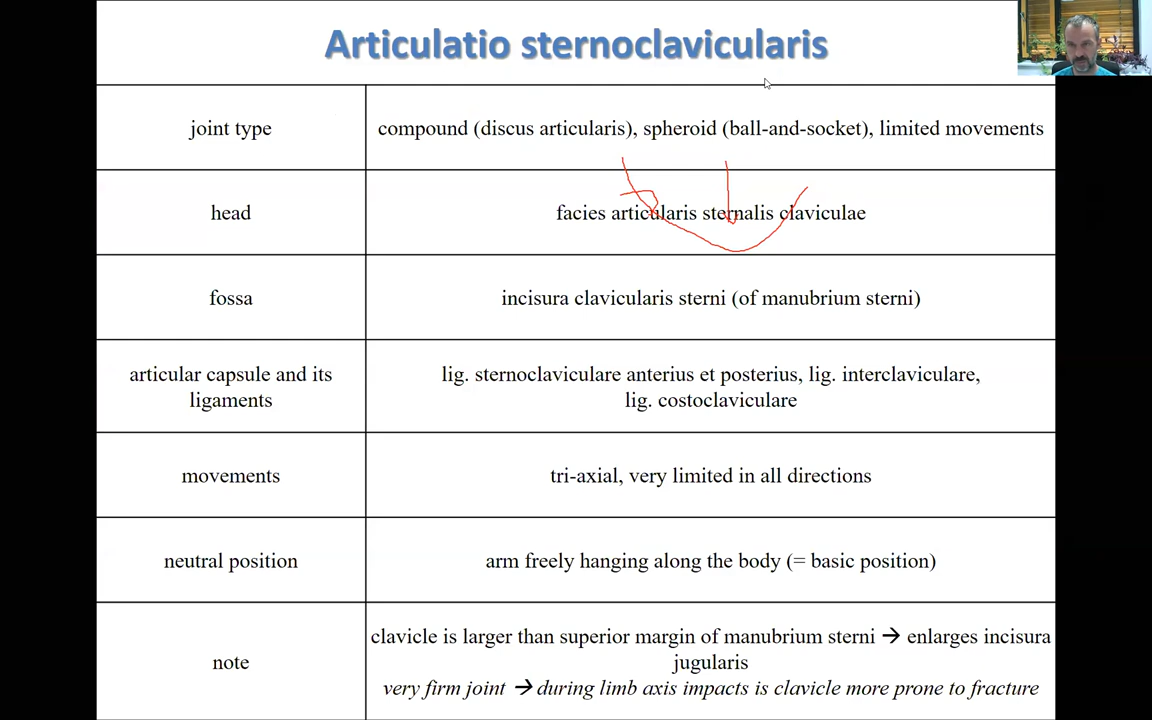 Articulatio sternoclavicularis
joint type
compound (discus articularis), spheroid (ball-and-socket), limited movements
head
facies articularis sternalis claviculae
fossa
incisura clavicularis sterni (of manubrium sterni)
articular capsule and its
ligaments
lig. sternoclaviculare anterius et posterius, lig. interclaviculare,
lig. costoclaviculare
movements
tri-axial, very limited in all directions
neutral position
arm freely hanging along the body (= basic position)
note
clavicle is larger than superior margin of manubrium sterni → enlarges incisura
jugularis
very firm joint → during limb axis impacts is clavicle more prone to fracture